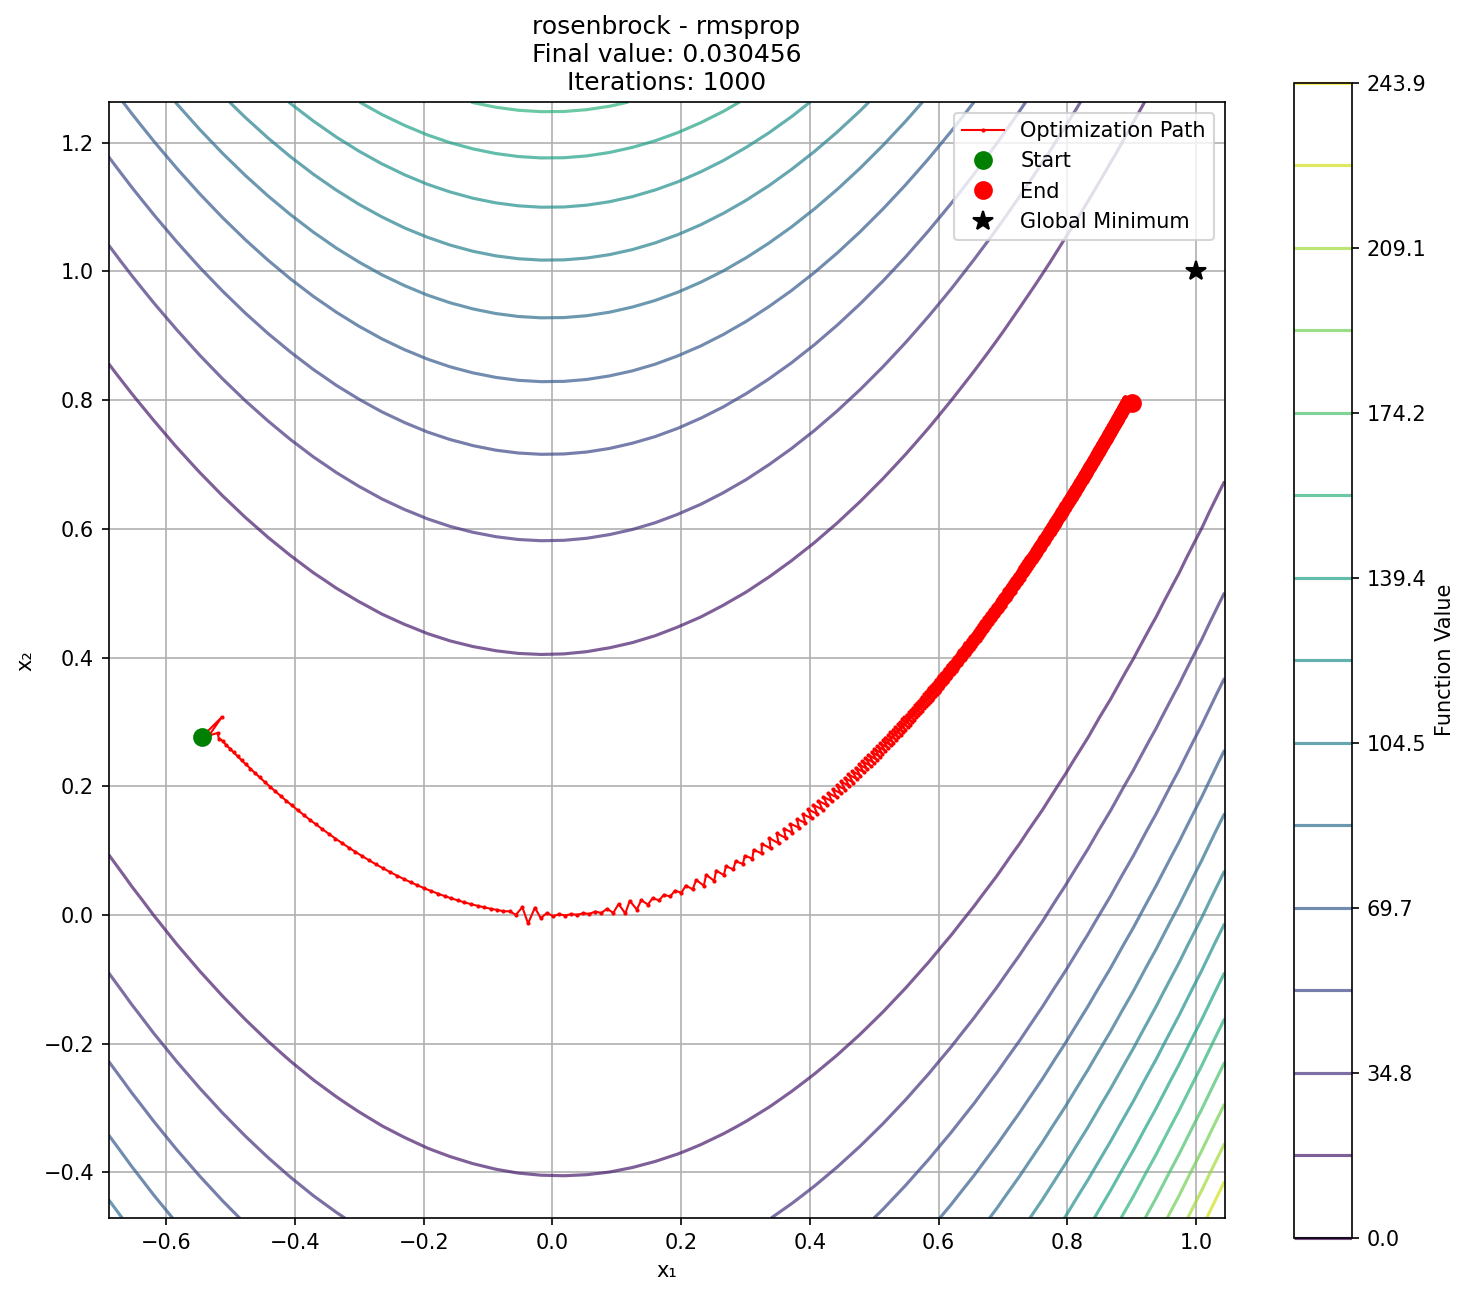 rosenbrock - rmsprop
Final value: 0.030456
Iterations: 1000
Optimization Path
Start
End
Global Minimum
1.2
1.0
0.8
0.6
0.4
0.2
0.0
−0.2
−0.4
x₂
−0.6
−0.4
−0.2
0.0
0.2
0.4
0.6
0.8
1.0
x₁
243.9
209.1
174.2
139.4
104.5
69.7
34.8
0.0
Function Value